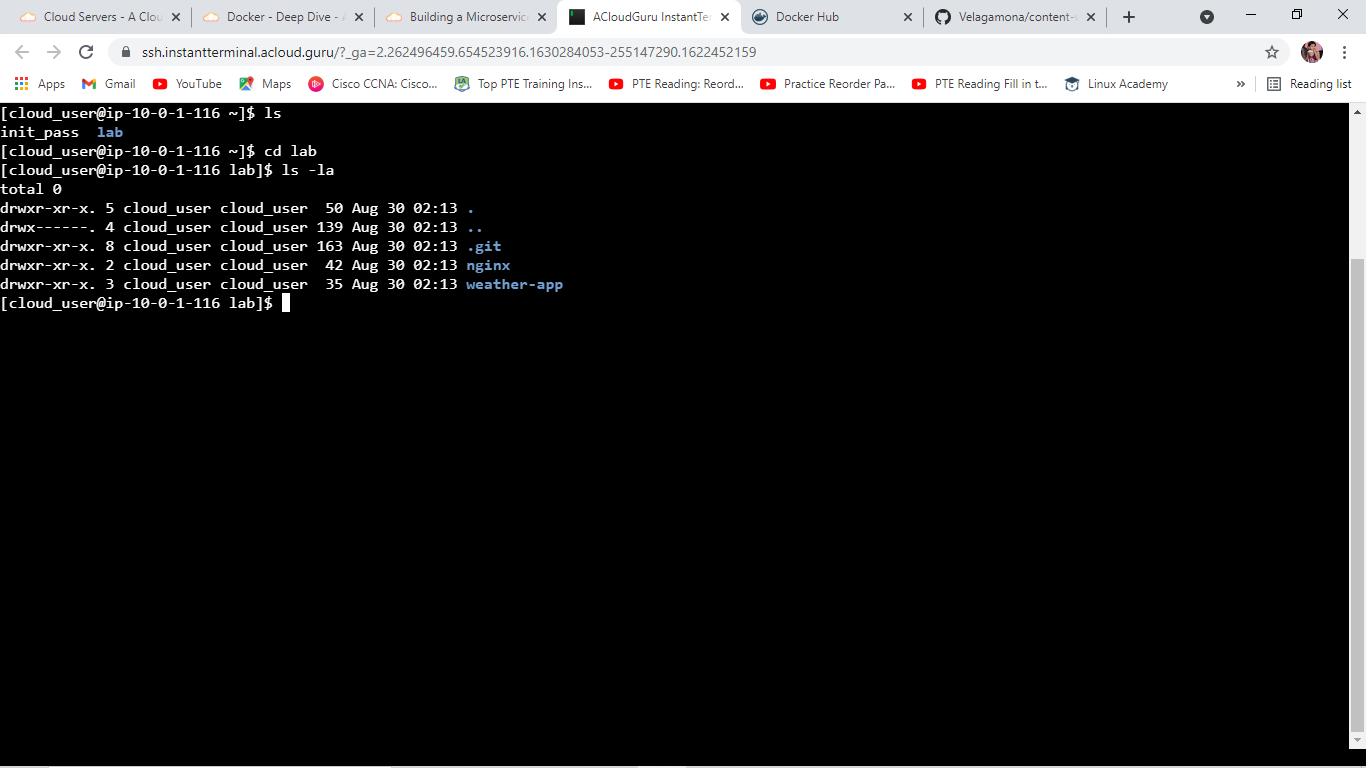 Cloud Servers - A Clou
Docker - Deep Dive - A
Building a Microservic
ACloudGuru InstantTer
Docker Hub
Velagamona/content-
ssh.instantterminal.acloud.guru/?_ga=2.262496459.654523916.1630284053-255147290.1622452159
Apps
Gmail
YouTube
Maps
Cisco CCNA: Cisco...
Top PTE Training Ins...
PTE Reading: Reord...
Practice Reorder Pa...
PTE Reading Fill in t...
Linux Academy
»
Reading list
[cloud_user@ip-10-0-1-116 ~]$ ls
init_pass  lab
[cloud_user@ip-10-0-1-116 ~]$ cd lab
[cloud_user@ip-10-0-1-116 lab]$ ls -la
total 0
drwxr-xr-x. 5 cloud_user cloud_user  50 Aug 30 02:13 .
drwx------. 4 cloud_user cloud_user 139 Aug 30 02:13 ..
drwxr-xr-x. 8 cloud_user cloud_user 163 Aug 30 02:13 .git
drwxr-xr-x. 2 cloud_user cloud_user  42 Aug 30 02:13 nginx
drwxr-xr-x. 3 cloud_user cloud_user  35 Aug 30 02:13 weather-app
[cloud_user@ip-10-0-1-116 lab]$